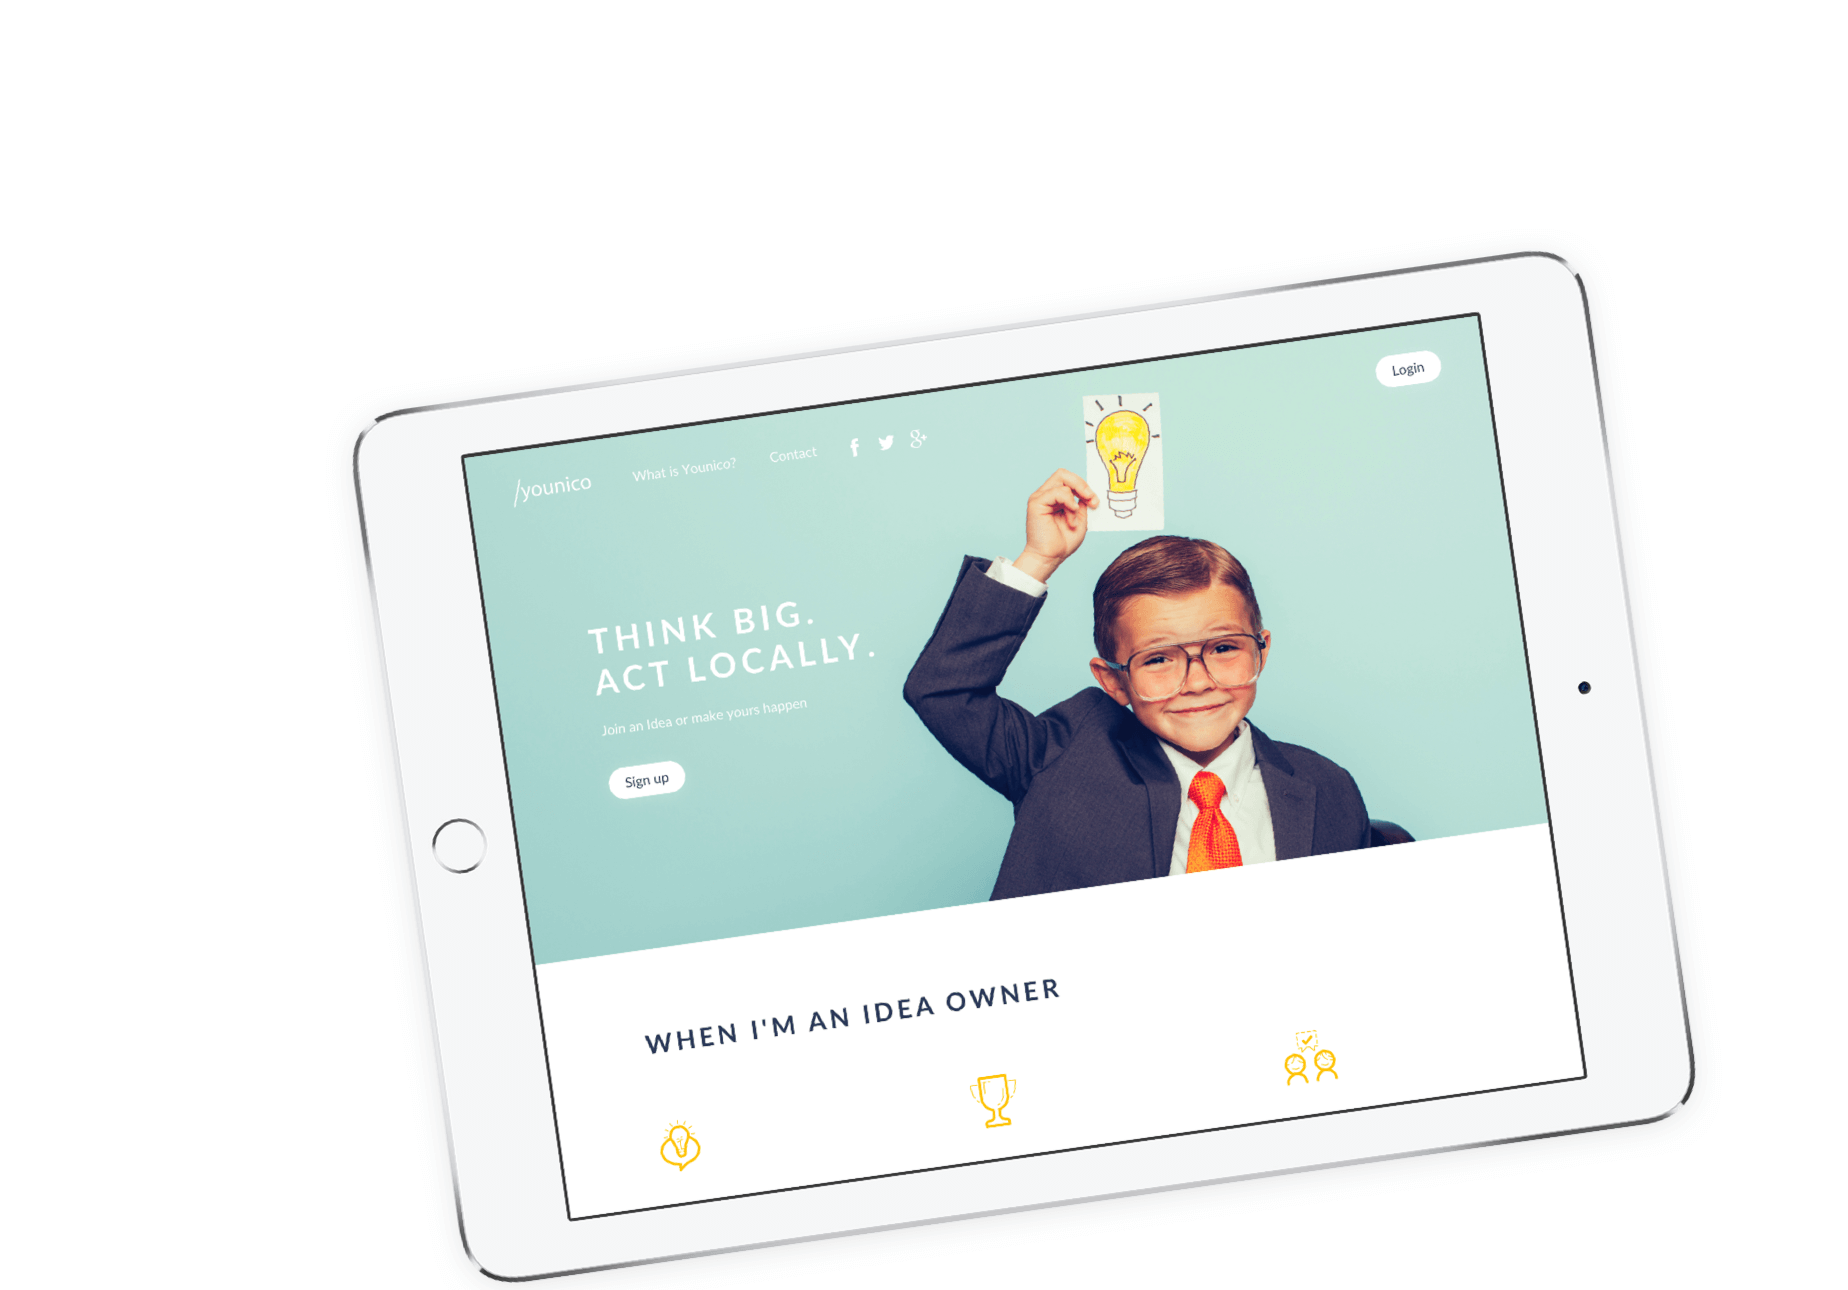 /younico
What is Younico?
Contact
Login
THINK BIG.
ACT LOCALLY.
Join an Idea or make yours happen
Sign up
WHEN I'M AN IDEA OWNER